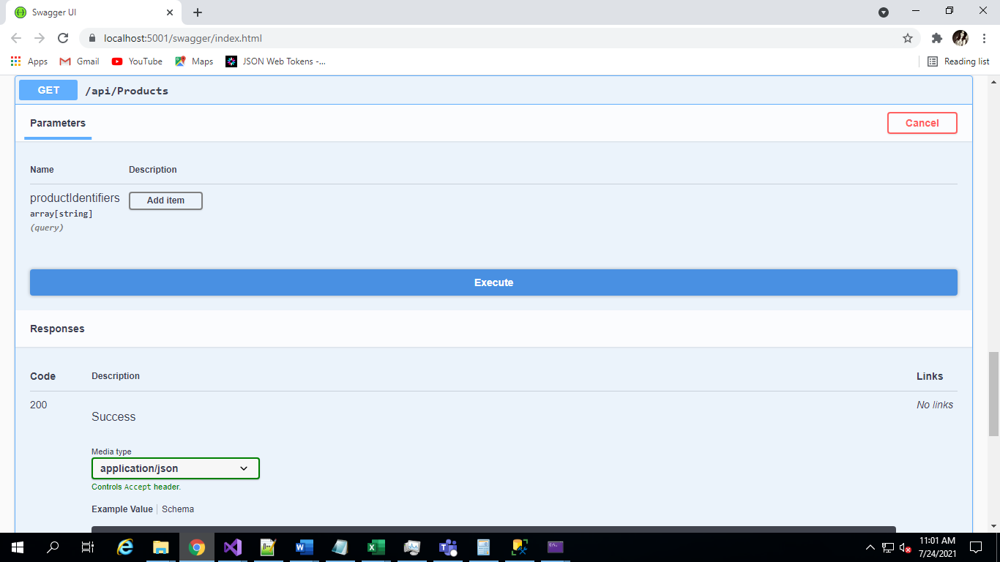 Swagger UI
localhost:5001/swagger/index.html
Apps Gmail YouTube Maps JSON Web Tokens -... Reading list
GET /api/Products
Parameters Cancel
Name Description
productIdentifiers Add item
array[string]
(query)
Execute
Responses
Code Description Links
200 No links
Success
Media type
application/json
Controls Accept header.
Example Value Schema
11:01 AM
7/24/2021